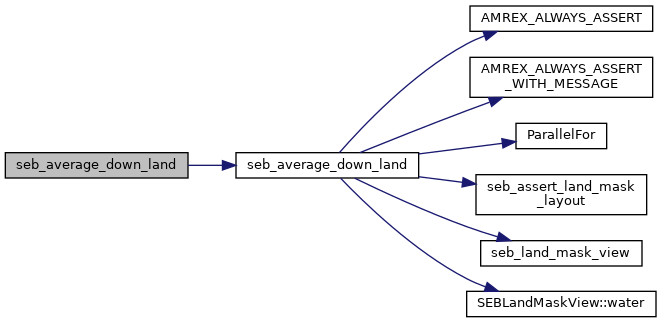 seb_average_down_land
seb_average_down_land
AMREX_ALWAYS_ASSERT
AMREX_ALWAYS_ASSERT
_WITH_MESSAGE
ParallelFor
seb_assert_land_mask
_layout
seb_land_mask_view
SEBLandMaskView::water